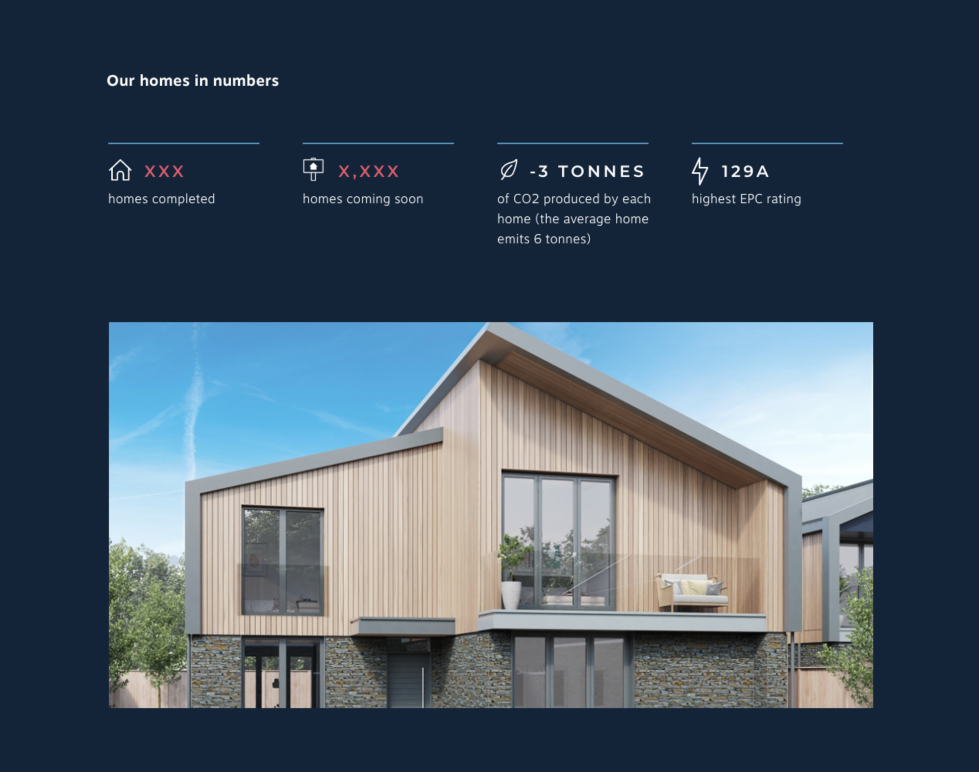 Our homes in numbers
XXX
homes completed
X,XXX
homes coming soon
-3 TONNES
of CO2 produced by each
home (the average home
emits 6 tonnes)
129A
highest EPC rating